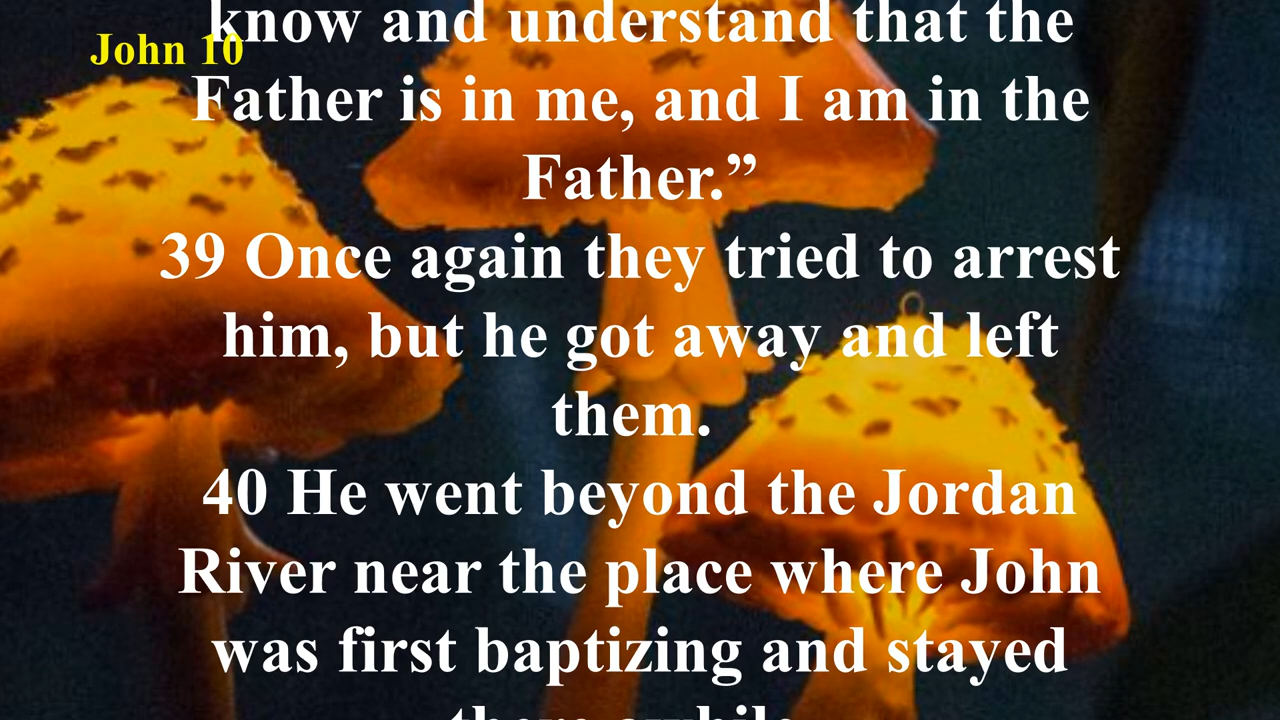 John 10
know and understand that the
Father is in me, and I am in the
Father.”
39 Once again they tried to arrest
him, but he got away and left
them.
40 He went beyond the Jordan
River near the place where John
was first baptizing and stayed
there awhile.